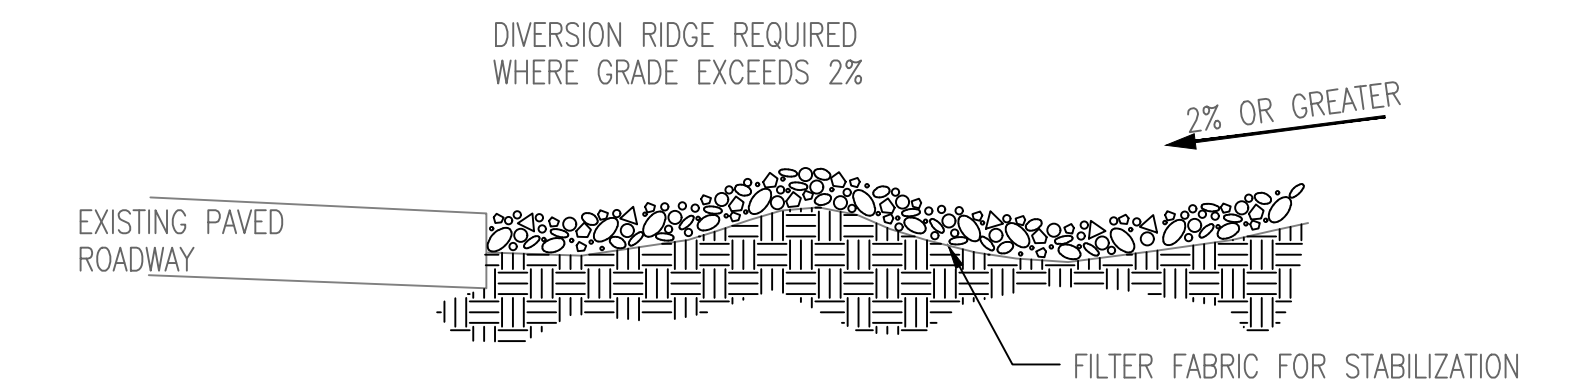 DIVERSION RIDGE REQUIRED
WHERE GRADE EXCEEDS 2%
2% OR GREATER
EXISTING PAVED
ROADWAY
FILTER FABRIC FOR STABILIZATION